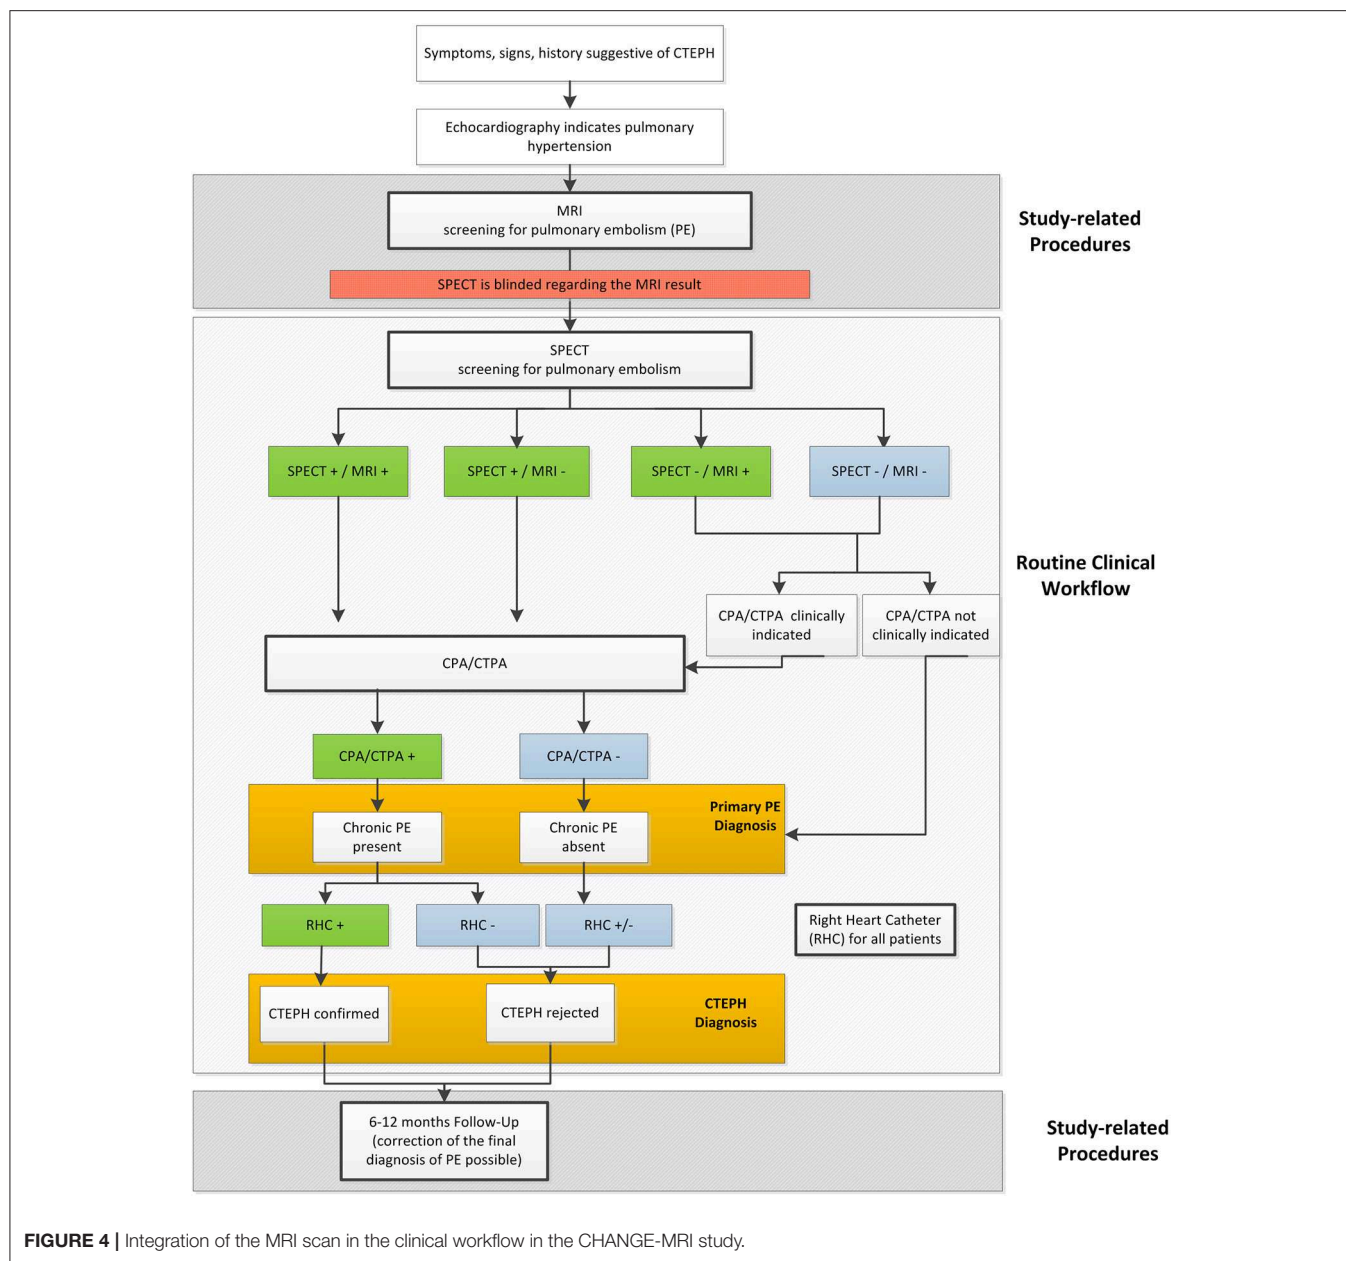 Symptoms, signs, history suggestive of CTEPH
Echocardiography indicates pulmonary
hypertension
MRI
screening for pulmonary embolism (PE)
Study-related
Procedures
SPECT is blinded regarding the MRI result
SPECT
screening for pulmonary embolism
SPECT + / MRI +
SPECT + / MRI -
SPECT - / MRI +
SPECT - / MRI -
Routine Clinical
Workflow
CPA/CTPA clinically
indicated
CPA/CTPA not
clinically indicated
CPA/CTPA
CPA/CTPA +
CPA/CTPA -
Primary PE
Diagnosis
Chronic PE
present
Chronic PE
absent
RHC +
RHC -
RHC +/-
Right Heart Catheter
(RHC) for all patients
CTEPH confirmed
CTEPH rejected
CTEPH
Diagnosis
6-12 months Follow-Up
(correction of the final
diagnosis of PE possible)
Study-related
Procedures
FIGURE 4 | Integration of the MRI scan in the clinical workflow in the CHANGE-MRI study.